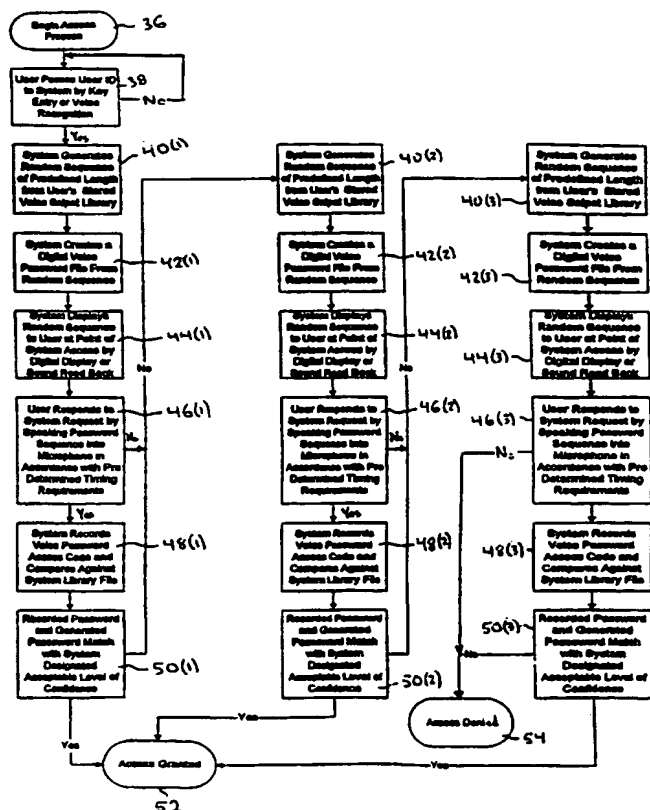 Begin Access
Process
36
User Passes User ID
to System by Key
Entry or Voice
Recognition
38
No
Yes
System Generates
Random Sequence
of Predefined Length
from User's Stored
Voice Snipet Library
40(1)
System Creates a
Digital Voice
Password File From
Random Sequence
42(1)
System Displays
Random Sequence
to User at Point of
System Access by
Digital Display or
Sound Read Back
44(1)
User Responds to
System Request by
Speaking Password
Sequence into
Microphone in
Accordance with Pre
Determined Timing
Requirements
46(1)
No
Yes
System Records
Voice Password
Access Code and
Compares Against
System Library File
48(1)
Recorded Password
and Generated
Password Match
with System
Designated
Acceptable Level of
Confidence
50(1)
Yes
No
System Generates
Random Sequence
of Predefined Length
from User's Stored
Voice Snipet Library
40(2)
System Creates a
Digital Voice
Password File From
Random Sequence
42(2)
System Displays
Random Sequence
to User at Point of
System Access by
Digital Display or
Sound Read Back
44(2)
User Responds to
System Request by
Speaking Password
Sequence into
Microphone in
Accordance with Pre
Determined Timing
Requirements
46(2)
No
Yes
System Records
Voice Password
Access Code and
Compares Against
System Library File
48(2)
Recorded Password
and Generated
Password Match
with System
Designated
Acceptable Level of
Confidence
50(2)
Yes
No
System Generates
Random Sequence
of Predefined Length
from User's Stored
Voice Snipet Library
40(3)
System Creates a
Digital Voice
Password File From
Random Sequence
42(3)
System Displays
Random Sequence
to User at Point of
System Access by
Digital Display or
Sound Read Back
44(3)
User Responds to
System Request by
Speaking Password
Sequence into
Microphone in
Accordance with Pre
Determined Timing
Requirements
46(3)
No
System Records
Voice Password
Access Code and
Compares Against
System Library File
48(3)
Recorded Password
and Generated
Password Match
with System
Designated
Acceptable Level of
Confidence
50(3)
No
Yes
Access Denied
54
Access Granted
52